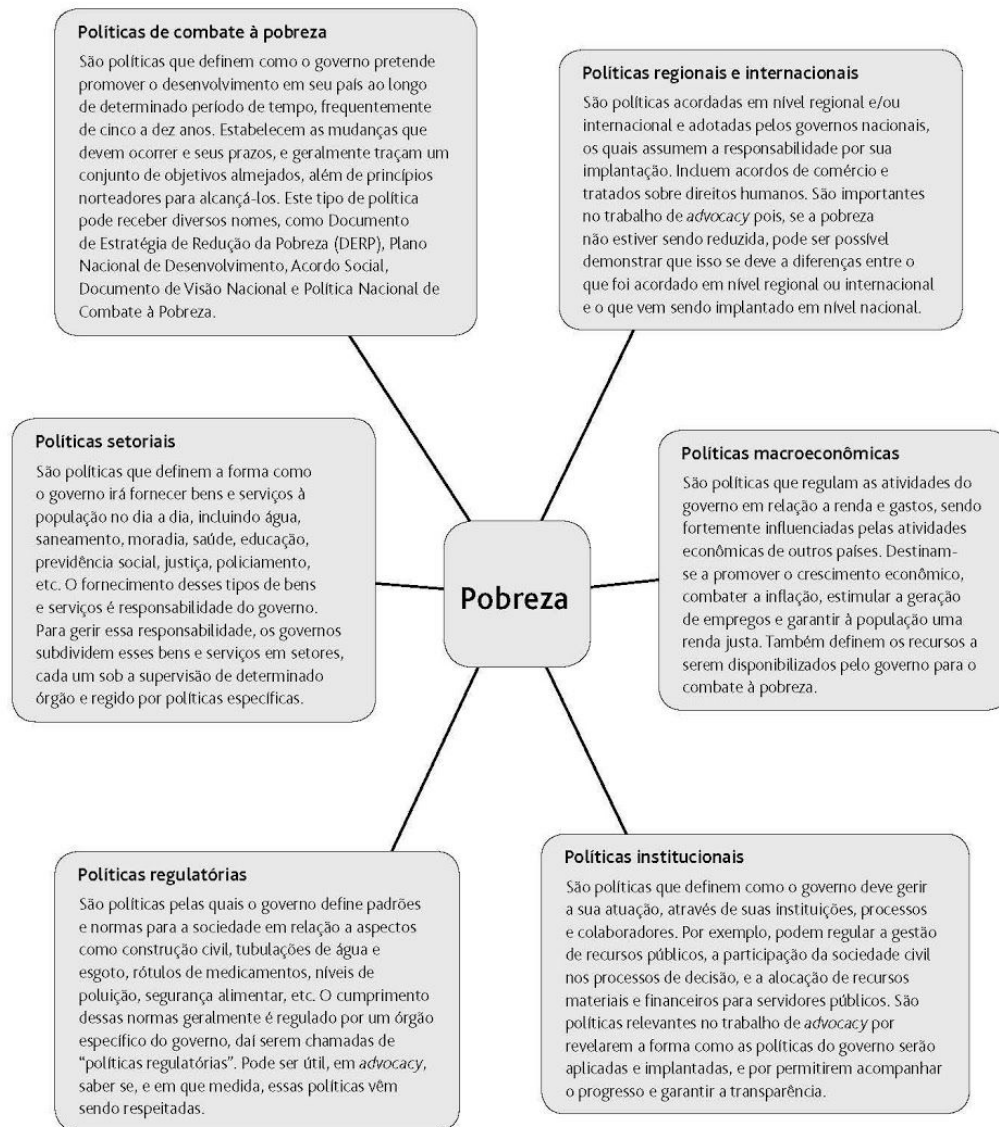 Políticas de combate à pobreza
São políticas que definem como o governo pretende
promover o desenvolvimento em seu país ao longo
de determinado período de tempo, frequentemente
de cinco a dez anos. Estabelecem as mudanças que
devem ocorrer e seus prazos, e geralmente traçam um
conjunto de objetivos almejados, além de princípios
norteadores para alcançá-los. Este tipo de política
pode receber diversos nomes, como Documento
de Estratégia de Redução da Pobreza (DERP), Plano
Nacional de Desenvolvimento, Acordo Social,
Documento de Visão Nacional e Política Nacional de
Combate à Pobreza.
Políticas regionais e internacionais
São políticas acordadas em nível regional e/ou
internacional e adotadas pelos governos nacionais,
os quais assumem a responsabilidade por sua
implantação. Incluem acordos de comércio e
tratados sobre direitos humanos. São importantes
no trabalho de advocacy pois, se a pobreza
não estiver sendo reduzida, pode ser possível
demonstrar que isso se deve a diferenças entre o
que foi acordado em nível regional ou internacional
e o que vem sendo implantado em nível nacional.
Políticas setoriais
São políticas que definem a forma como
o governo irá fornecer bens e serviços à
população no dia a dia, incluindo água,
saneamento, moradia, saúde, educação,
previdência social, justiça, policiamento,
etc. O fornecimento desses tipos de bens
e serviços é responsabilidade do governo.
Para gerir essa responsabilidade, os governos
subdividem esses bens e serviços em setores,
cada um sob a supervisão de determinado
órgão e regido por políticas específicas.
Pobreza
Políticas macroeconômicas
São políticas que regulam as atividades do
governo em relação a renda e gastos, sendo
fortemente influenciadas pelas atividades
econômicas de outros países. Destinam-
se a promover o crescimento econômico,
combater a inflação, estimular a geração
de empregos e garantir à população uma
renda justa. Também definem os recursos a
serem disponibilizados pelo governo para o
combate à pobreza.
Políticas regulatórias
São políticas pelas quais o governo define padrões
e normas para a sociedade em relação a aspectos
como construção civil, tubulações de água e
esgoto, rótulos de medicamentos, níveis de
poluição, segurança alimentar, etc. O cumprimento
dessas normas geralmente é regulado por um órgão
específico do governo, daí serem chamadas de
“políticas regulatórias”. Pode ser útil, em advocacy,
saber se, e em que medida, essas políticas vêm
sendo respeitadas.
Políticas institucionais
São políticas que definem como o governo deve gerir
a sua atuação, através de suas instituições, processos
e colaboradores. Por exemplo, podem regular a gestão
de recursos públicos, a participação da sociedade civil
nos processos de decisão, e a alocação de recursos
materiais e financeiros para servidores públicos. São
políticas relevantes no trabalho de advocacy por
revelarem a forma como as políticas do governo serão
aplicadas e implantadas, e por permitirem acompanhar
o progresso e garantir a transparência.